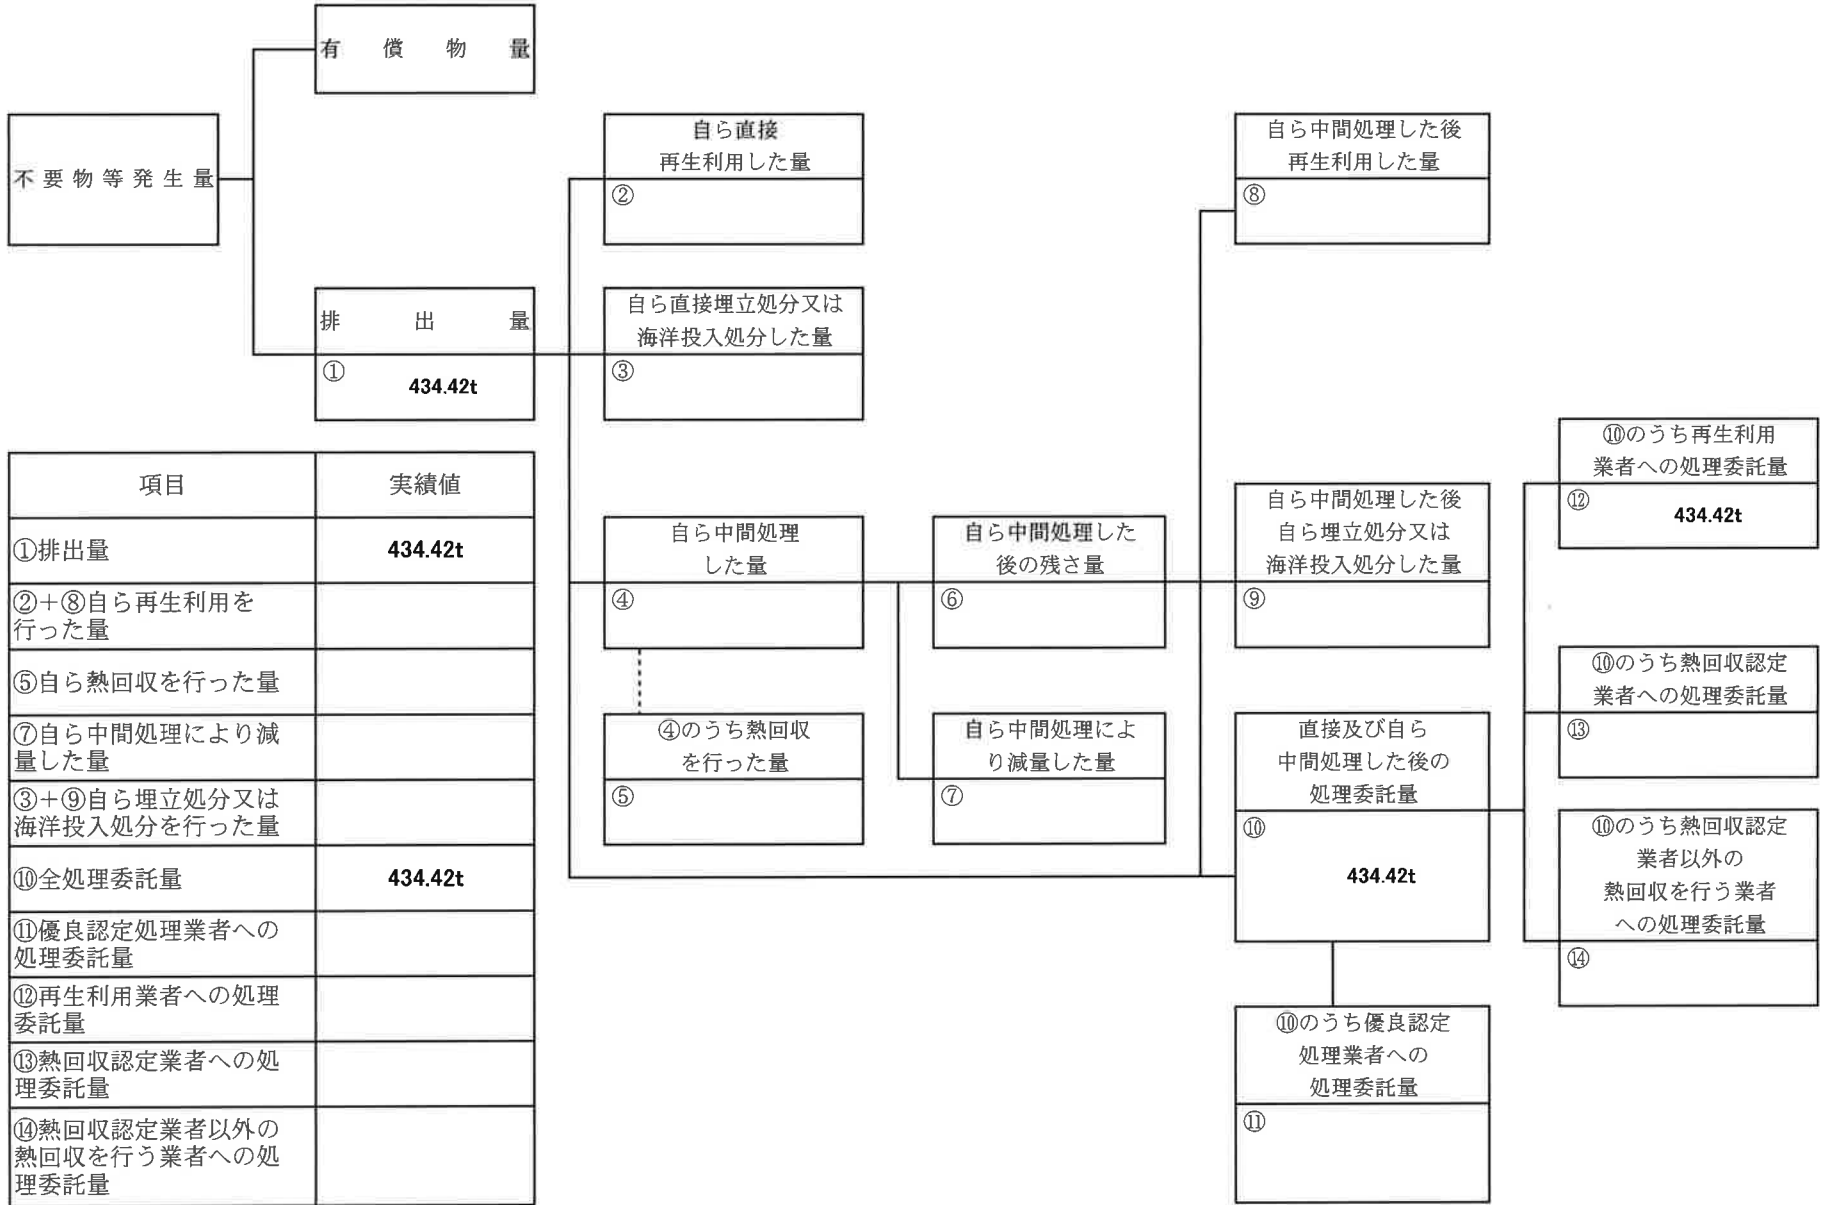 有償物量
不要物等発生量
排出量
① 434.42t
自ら直接
再生利用した量
②
自ら直接埋立処分又は
海洋投入処分した量
③
自ら中間処理
した量
④
④のうち熱回収
を行った量
⑤
自ら中間処理した
後の残さ量
⑥
自ら中間処理によ
り減量した量
⑦
自ら中間処理した後
再生利用した量
⑧
自ら中間処理した後
自ら埋立処分又は
海洋投入処分した量
⑨
直接及び自ら
中間処理した後の
処理委託量
⑩
434.42t
⑩のうち優良認定
処理業者への
処理委託量
⑪
⑩のうち再生利用
業者への処理委託量
⑫
434.42t
⑩のうち熱回収認定
業者への処理委託量
⑬
⑩のうち熱回収認定
業者以外の
熱回収を行う業者
への処理委託量
⑭
項目 実績値
①排出量 434.42t
②+⑧自ら再生利用を
行った量
⑤自ら熱回収を行った量
⑦自ら中間処理により減
量した量
③+⑨自ら埋立処分又は
海洋投入処分を行った量
⑩全処理委託量 434.42t
⑪優良認定処理業者への
処理委託量
⑫再生利用業者への処理
委託量
⑬熱回収認定業者への処
理委託量
⑭熱回収認定業者以外の
熱回収を行う業者への処
理委託量